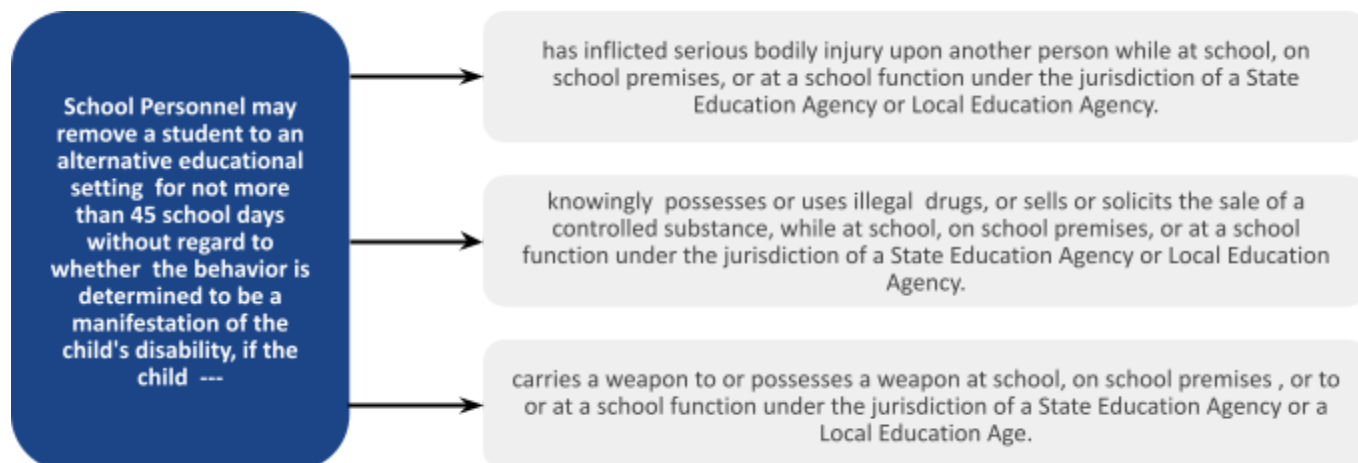 School Personnel may
remove a student to an
alternative educational
setting  for not more
than 45 school days
without regard to
whether  the behavior is
determined to be a
manifestation of the
child's disability, if the
child  ---
has inflicted serious bodily injury upon another person while at school, on
school premises, or at a school function under the jurisdiction of a State
Education Agency or Local Education Agency.
knowingly  possesses or uses illegal  drugs, or sells or solicits the sale of a
controlled substance, while at school, on school premises, or at a school
function under the jurisdiction of a State Education Agency or Local Education
Agency.
carries a weapon to or possesses a weapon at school, on school premises , or to
or at a school function under the jurisdiction of a State Education Agency or a
Local Education Age.